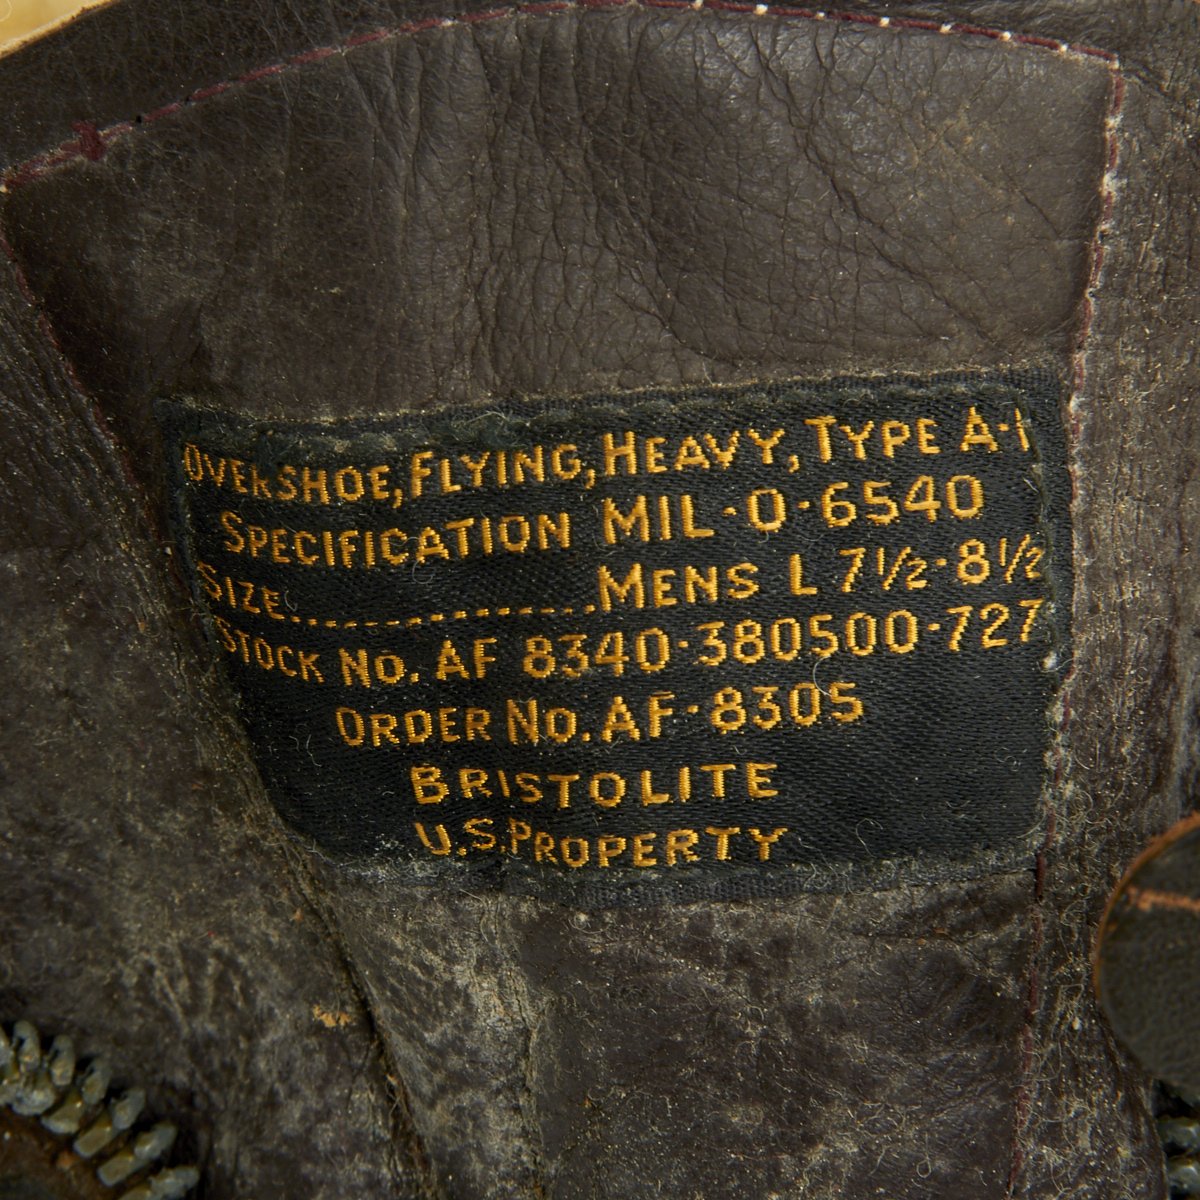 OVERSHOE, FLYING, HEAVY, TYPE A-1
SPECIFICATION MIL-O-6540
SIZE................MENS L 7½-8½
STOCK NO. AF 8340-380500-727
ORDER NO. AF-8305
BRISTOLITE
U.S. PROPERTY